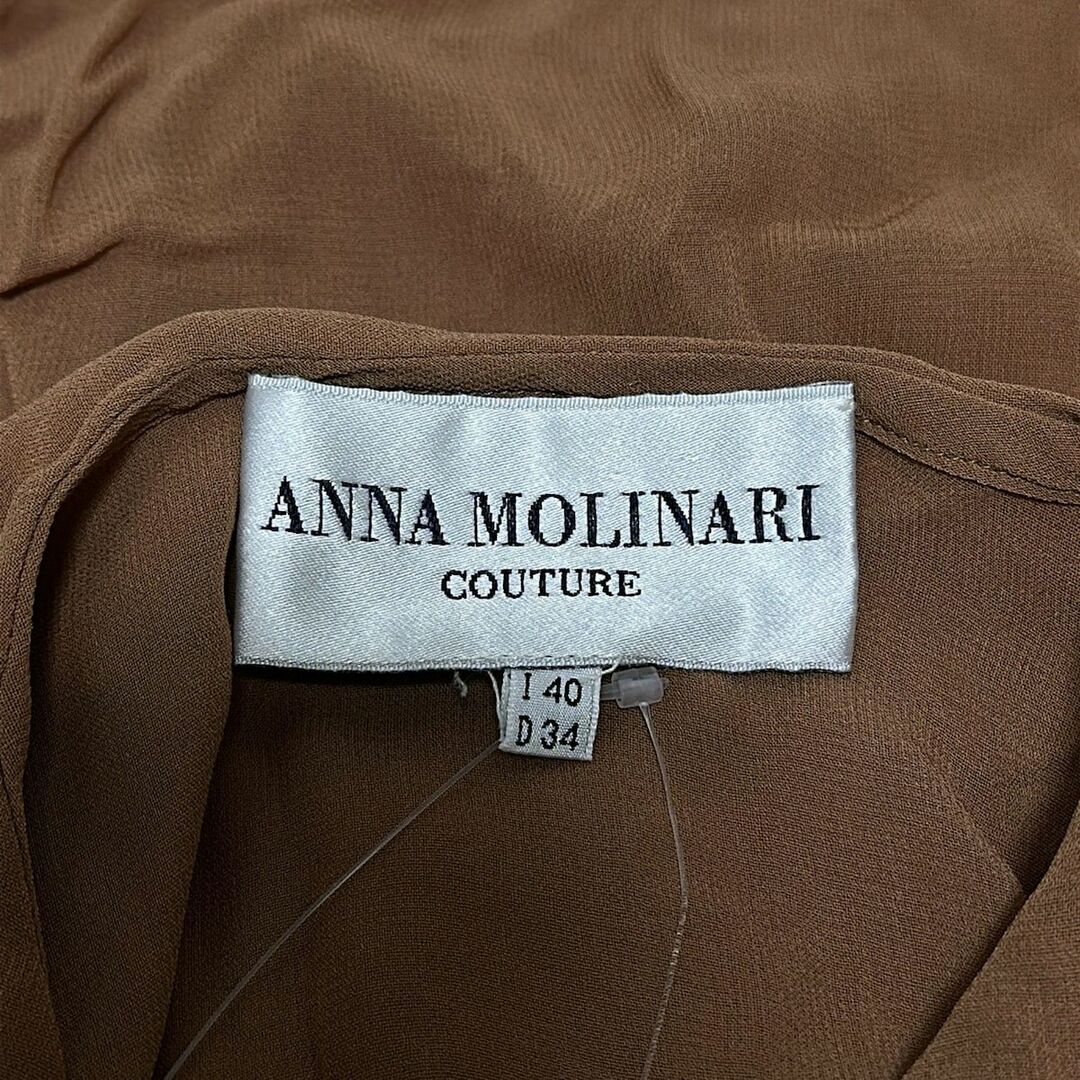 ANNA MOLINARI
COUTURE
I 40
D 34